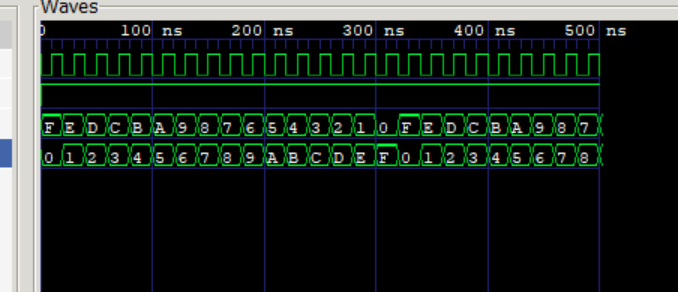 Waves
0 100 ns 200 ns 300 ns 400 ns 500 ns
F E D C B A 9 8 7 6 5 4 3 2 1 0 F E D C B A 9 8 7
0 1 2 3 4 5 6 7 8 9 A B C D E F 0 1 2 3 4 5 6 7 8